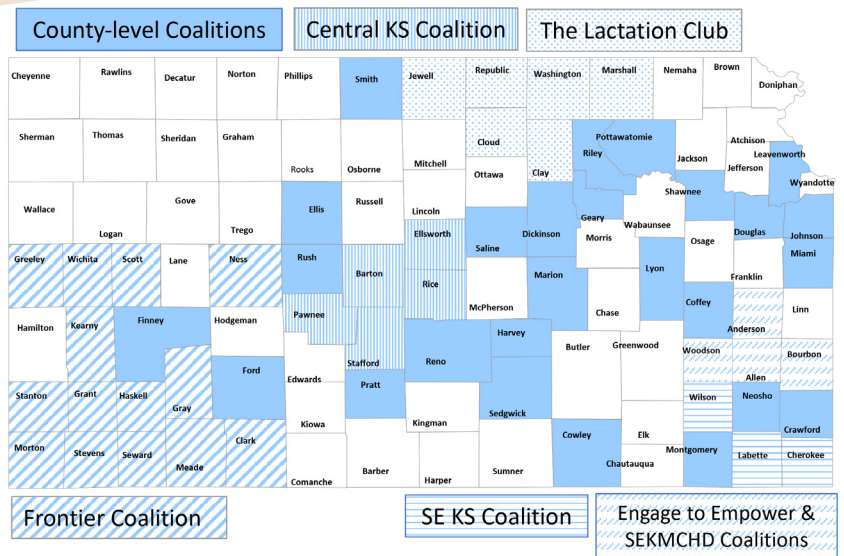 County-level Coalitions
Central KS Coalition
The Lactation Club
Cheyenne
Rawlins
Decatur
Norton
Phillips
Smith
Jewell
Republic
Washington
Marshall
Nemaha
Brown
Doniphan
Sherman
Thomas
Sheridan
Graham
Rooks
Osborne
Mitchell
Cloud
Clay
Riley
Pottawatomie
Jackson
Atchison
Jefferson
Leavenworth
Wyandotte
Wallace
Logan
Gove
Trego
Ellis
Russell
Lincoln
Ottawa
Saline
Dickinson
Geary
Morris
Wabaunsee
Shawnee
Osage
Douglas
Johnson
Miami
Greeley
Wichita
Scott
Lane
Ness
Rush
Barton
Ellsworth
Rice
McPherson
Marion
Chase
Lyon
Coffey
Franklin
Anderson
Linn
Hamilton
Kearny
Finney
Hodgeman
Pawnee
Stafford
Edwards
Reno
Harvey
Sedgwick
Butler
Greenwood
Woodson
Allen
Bourbon
Stanton
Grant
Haskell
Gray
Ford
Kiowa
Pratt
Kingman
Cowley
Elk
Wilson
Neosho
Crawford
Morton
Stevens
Seward
Meade
Clark
Comanche
Barber
Harper
Sumner
Chautauqua
Montgomery
Labette
Cherokee
Frontier Coalition
SE KS Coalition
Engage to Empower &
SEKMCHD Coalitions